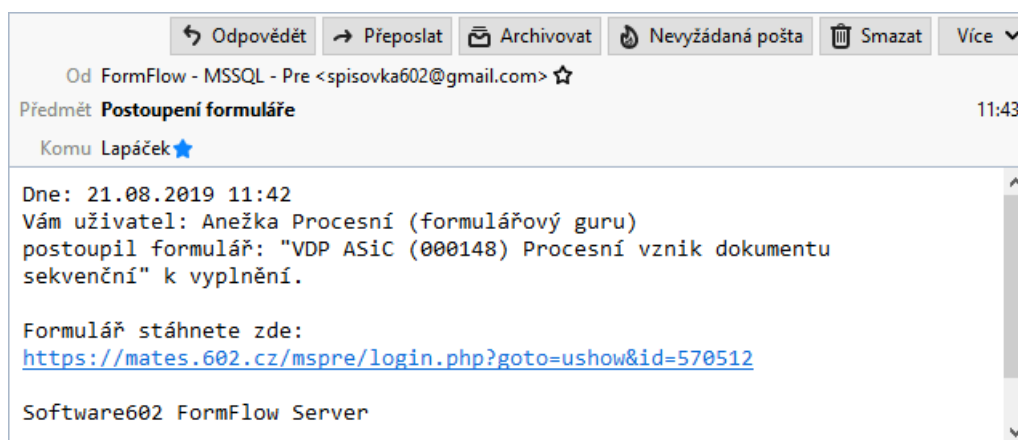 Odpovědět Přeposlat Archivovat Nevyžádaná pošta Smazat Více
Od FormFlow - MSSQL - Pre <spisovka602@gmail.com>
Předmět Postoupení formuláře 11:43
Komu Lapáček
Dne: 21.08.2019 11:42
Vám uživatel: Anežka Procesní (formulářový guru)
postoupil formulář: "VDP ASiC (000148) Procesní vznik dokumentu
sekvenční" k vyplnění.
Formulář stáhnete zde:
https://mates.602.cz/mspre/login.php?goto=ushow&id=570512
Software602 FormFlow Server